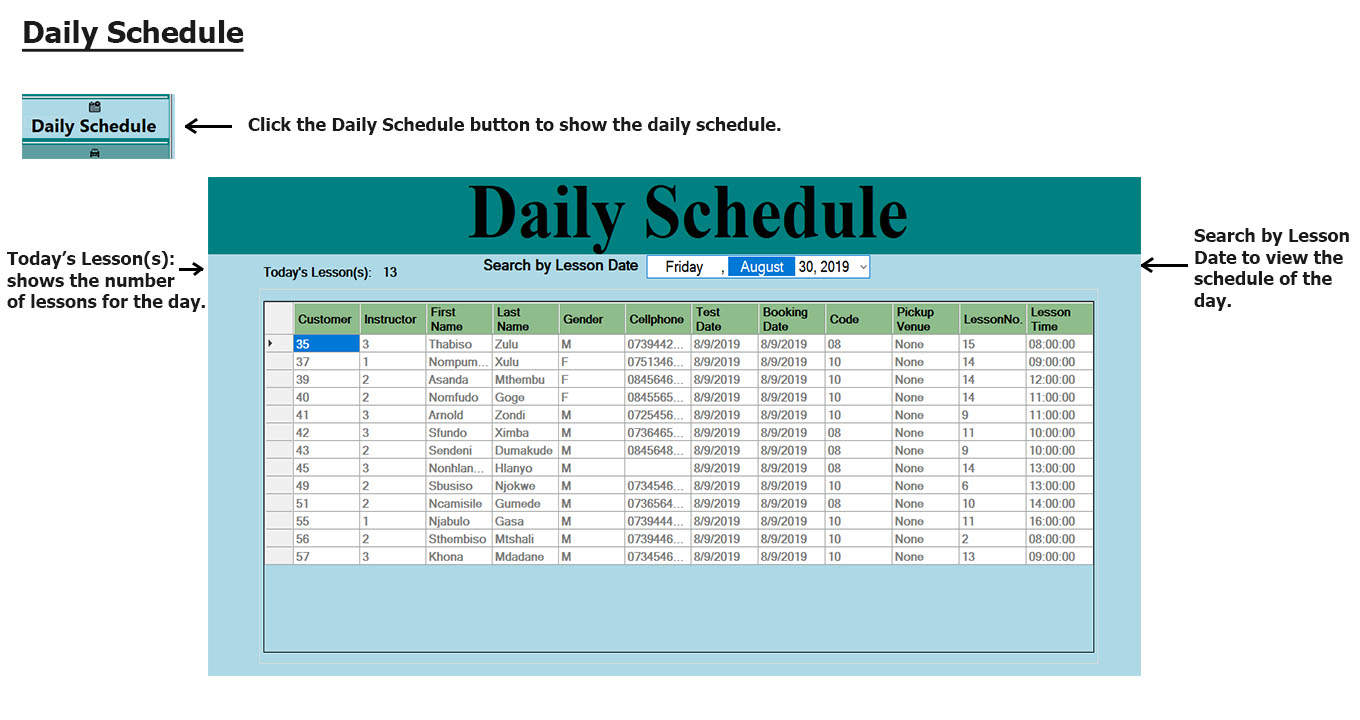 Daily Schedule
Daily Schedule
Click the Daily Schedule button to show the daily schedule.
Daily Schedule
Today’s Lesson(s):
shows the number
of lessons for the day.
Today's Lesson(s): 13
Search by Lesson Date Friday , August 30, 2019
Search by Lesson
Date to view the
schedule of the
day.
Customer Instructor First Name Last Name Gender Cellphone Test Date Booking Date Code Pickup Venue LessonNo. Lesson Time
35 3 Thabiso Zulu M 0739442... 8/9/2019 8/9/2019 08 None 15 08:00:00
37 1 Nompum... Xulu F 0751346... 8/9/2019 8/9/2019 10 None 14 09:00:00
39 2 Asanda Mthembu F 0845646... 8/9/2019 8/9/2019 10 None 14 12:00:00
40 2 Nomfudo Goge F 0845565... 8/9/2019 8/9/2019 10 None 14 11:00:00
41 3 Arnold Zondi M 0725456... 8/9/2019 8/9/2019 10 None 9 11:00:00
42 3 Sfundo Ximba M 0736465... 8/9/2019 8/9/2019 08 None 11 10:00:00
43 2 Sendeni Dumakude M 0845648... 8/9/2019 8/9/2019 08 None 9 10:00:00
45 3 Nonhlan... Hlanyo M 8/9/2019 8/9/2019 08 None 14 13:00:00
49 2 Sbusiso Njokwe M 0734546... 8/9/2019 8/9/2019 10 None 6 13:00:00
51 2 Ncamisile Gumede M 0736564... 8/9/2019 8/9/2019 08 None 10 14:00:00
55 1 Njabulo Gasa M 0739444... 8/9/2019 8/9/2019 10 None 11 16:00:00
56 2 Sthembiso Mtshali M 0739446... 8/9/2019 8/9/2019 10 None 2 08:00:00
57 3 Khona Mdadane M 0734546... 8/9/2019 8/9/2019 10 None 13 09:00:00